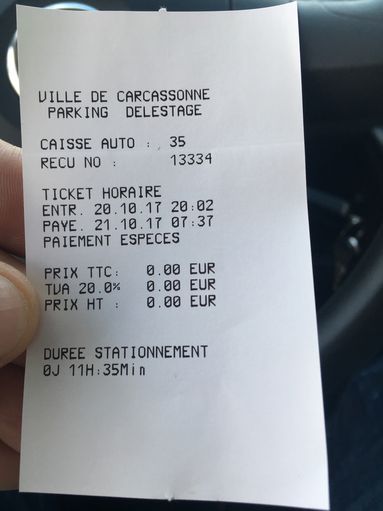 VILLE DE CARCASSONNE
PARKING DELESTAGE
CAISSE AUTO : 35
RECU NO : 13334
TICKET HORAIRE
ENTR. 20.10.17 20:02
PAYE. 21.10.17 07:37
PAIEMENT ESPECES
PRIX TTC: 0.00 EUR
TVA 20.0% 0.00 EUR
PRIX HT : 0.00 EUR
DUREE STATIONNEMENT
0J 11H:35Min